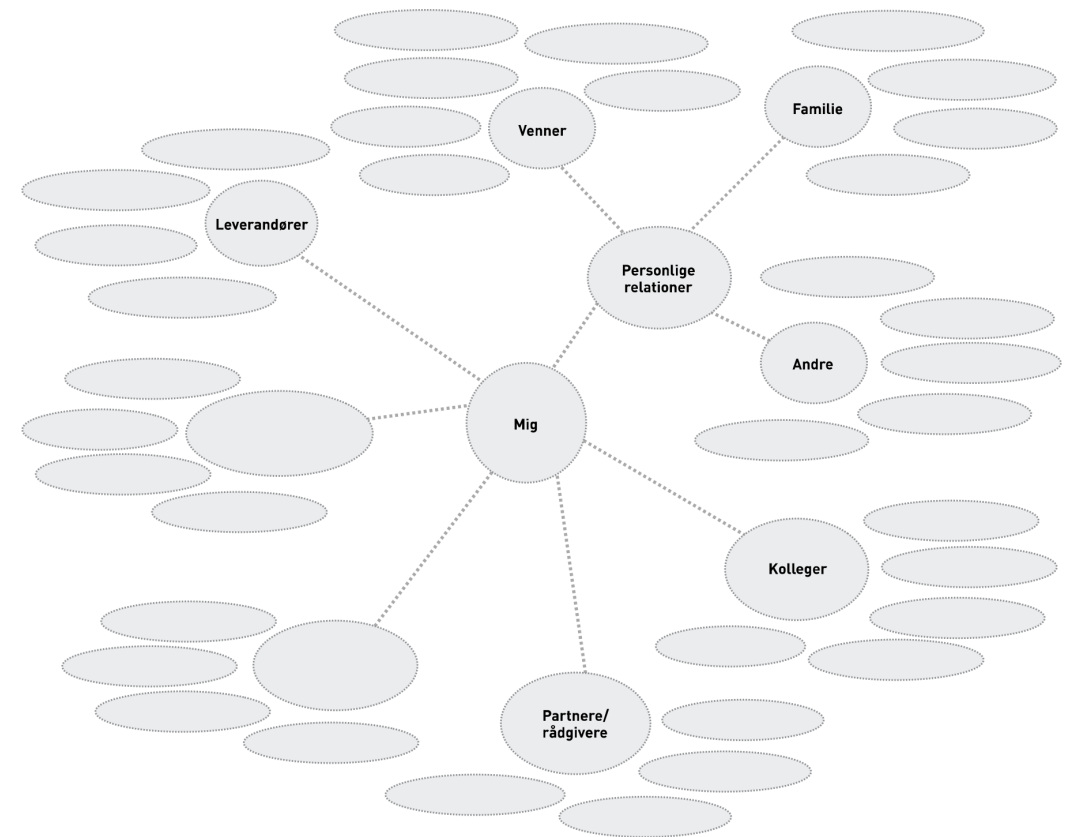 Familie
Venner
Leverandører
Personlige
relationer
Andre
Mig
Kolleger
Partnere/
rådgivere